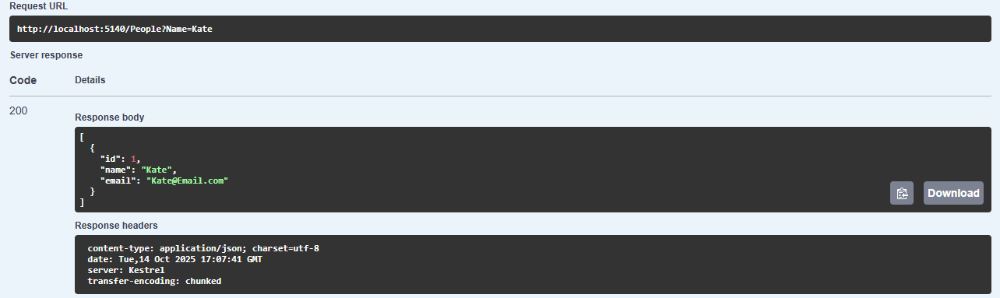 Request URL
http://localhost:5140/People?Name=Kate
Server response
Code Details
200
Response body
[
  {
    "id": 1,
    "name": "Kate",
    "email": "Kate@Email.com"
  }
]
Download
Response headers
content-type: application/json; charset=utf-8
date: Tue,14 Oct 2025 17:07:41 GMT
server: Kestrel
transfer-encoding: chunked